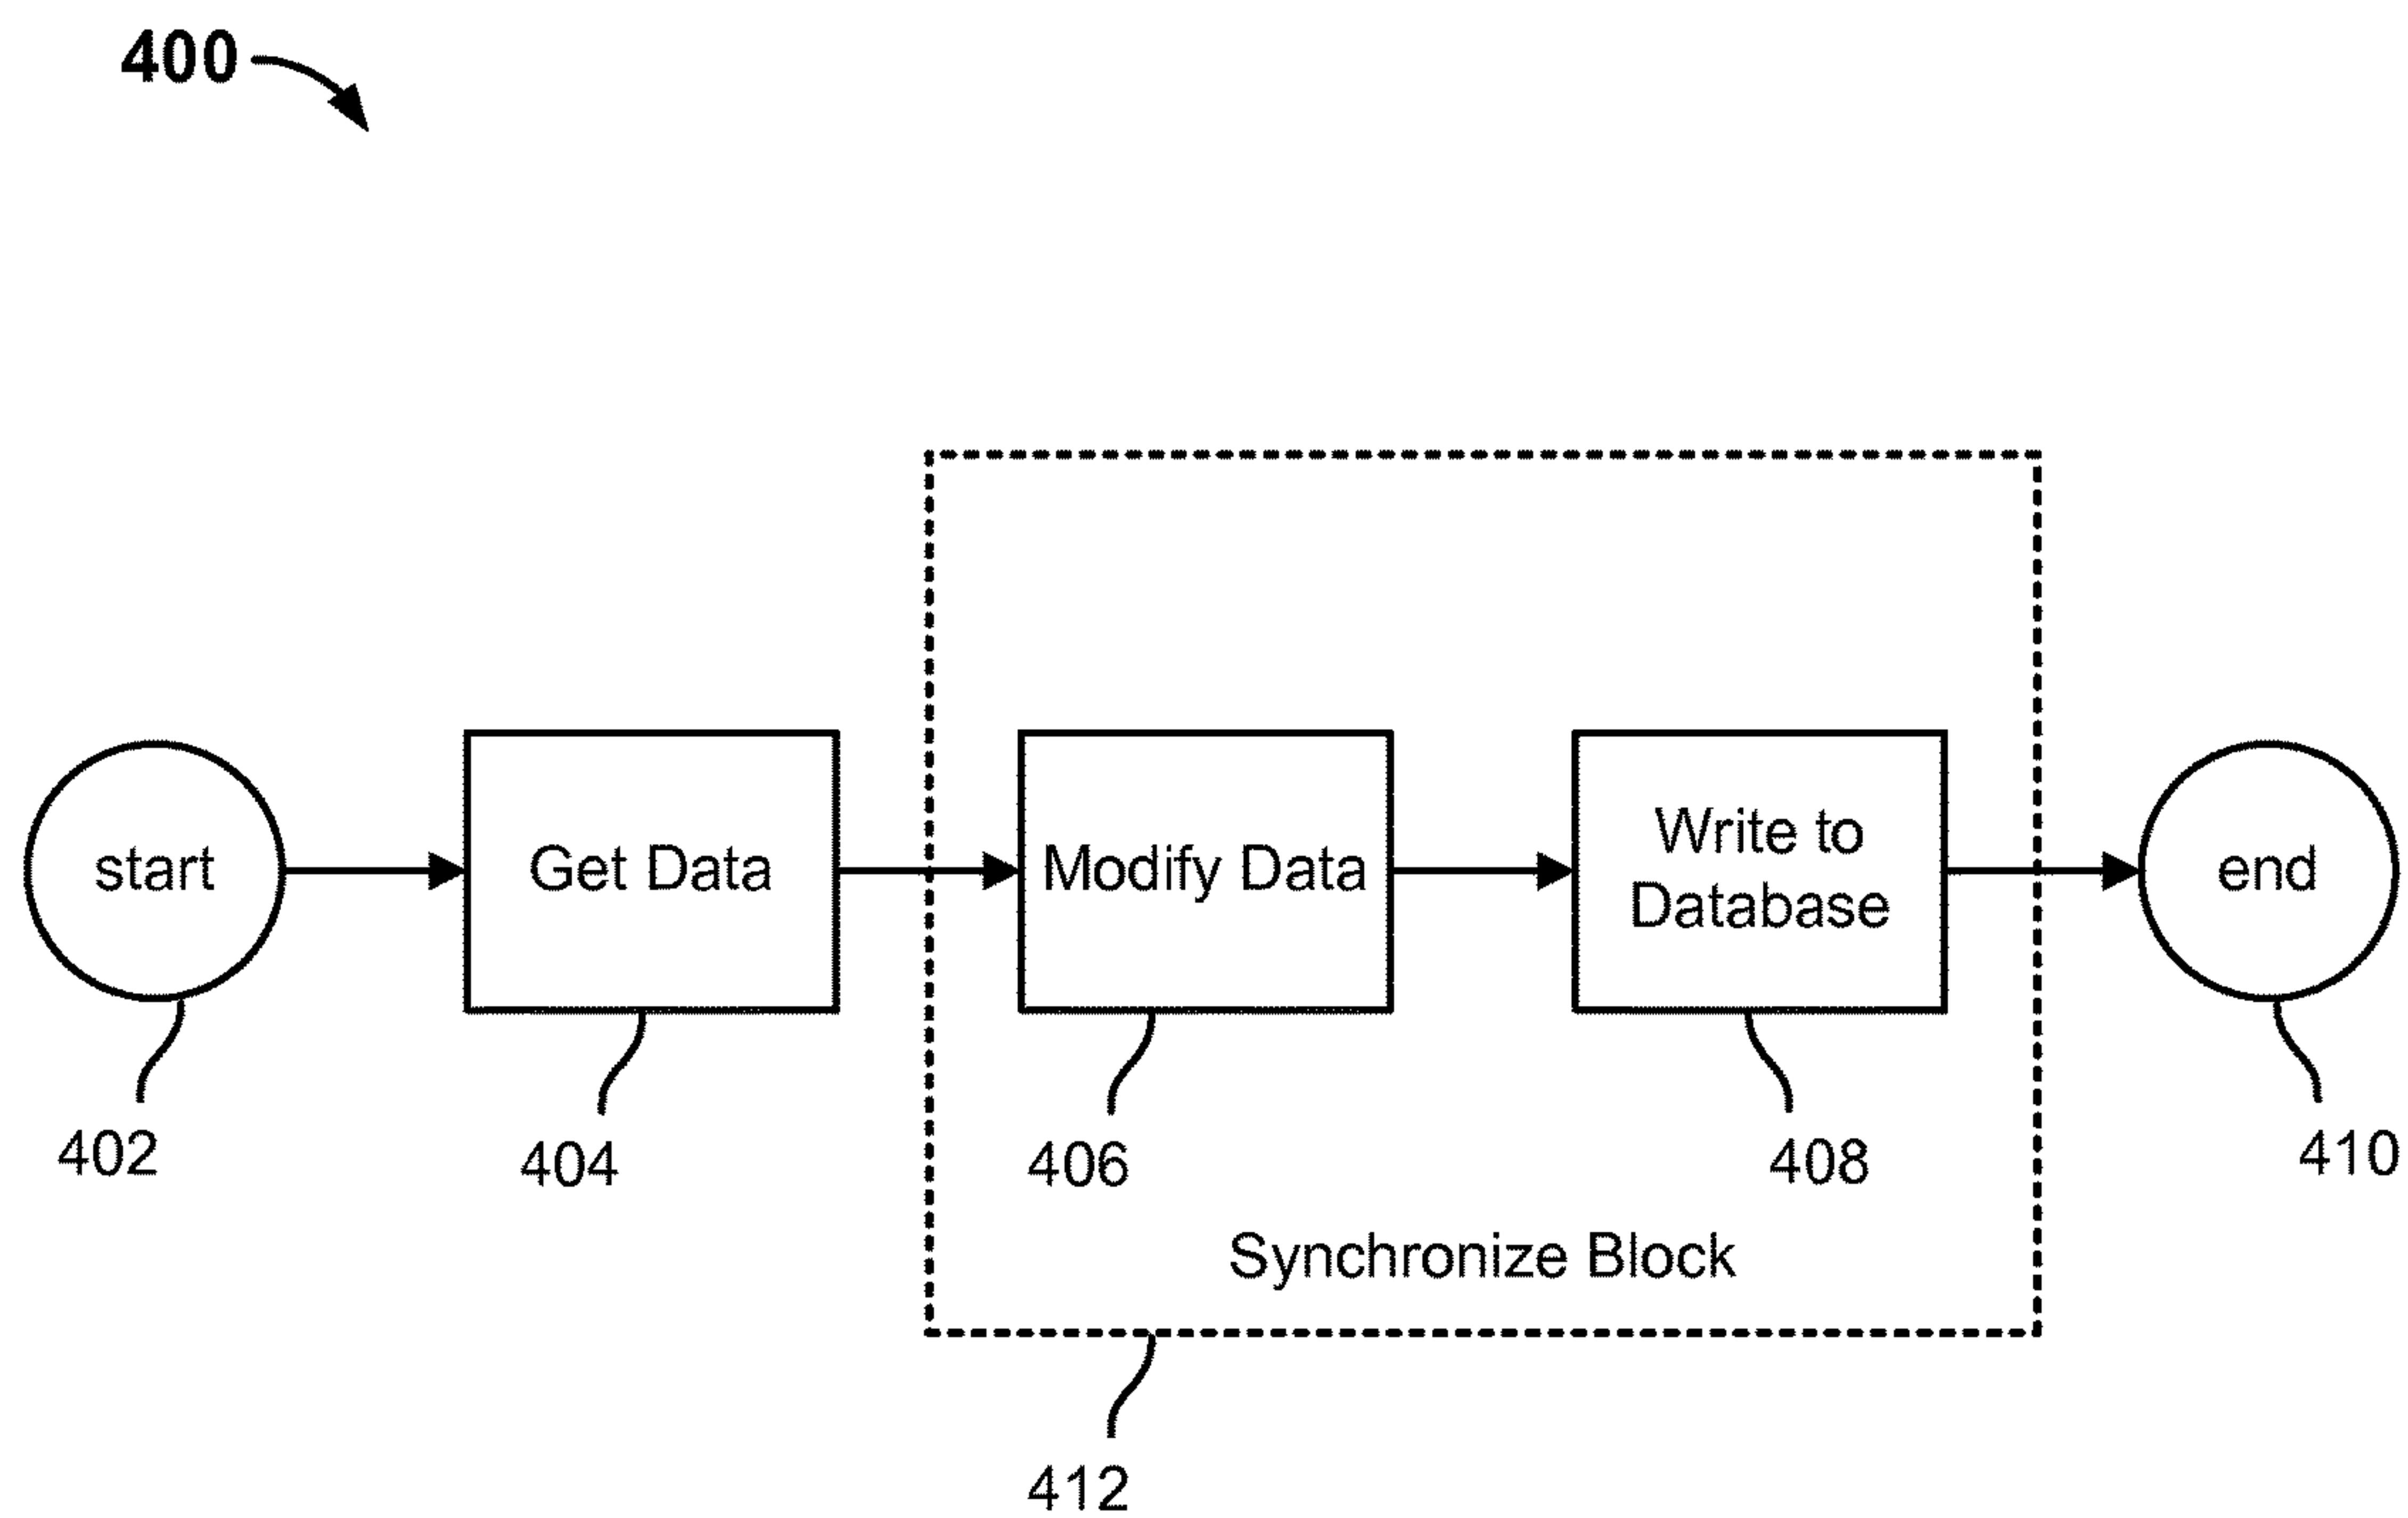 400
start
Get Data
Modify Data
Write to
Database
end
402
404
406
408
410
Synchronize Block
412